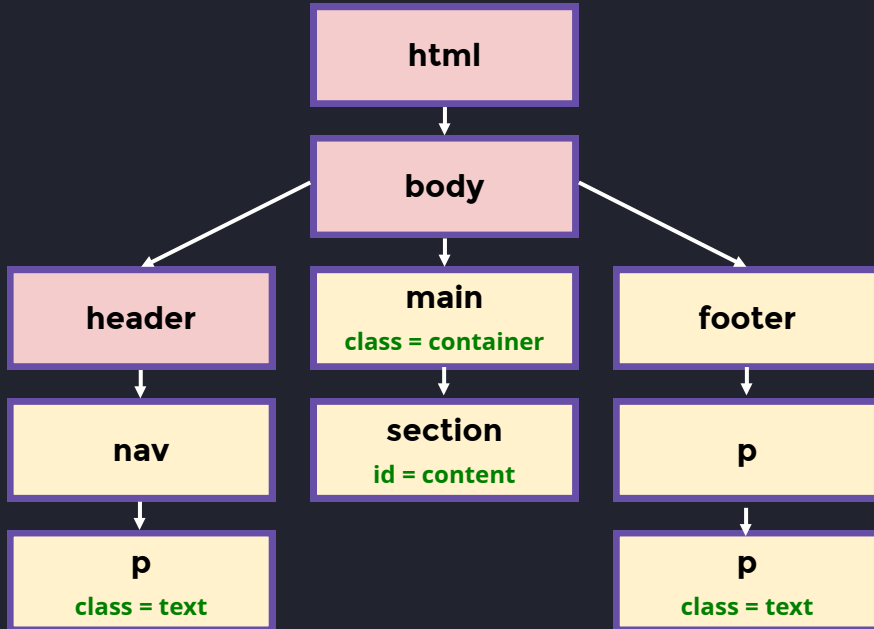 html
body
header
main
class = container
footer
nav
section
id = content
p
p
class = text
p
class = text